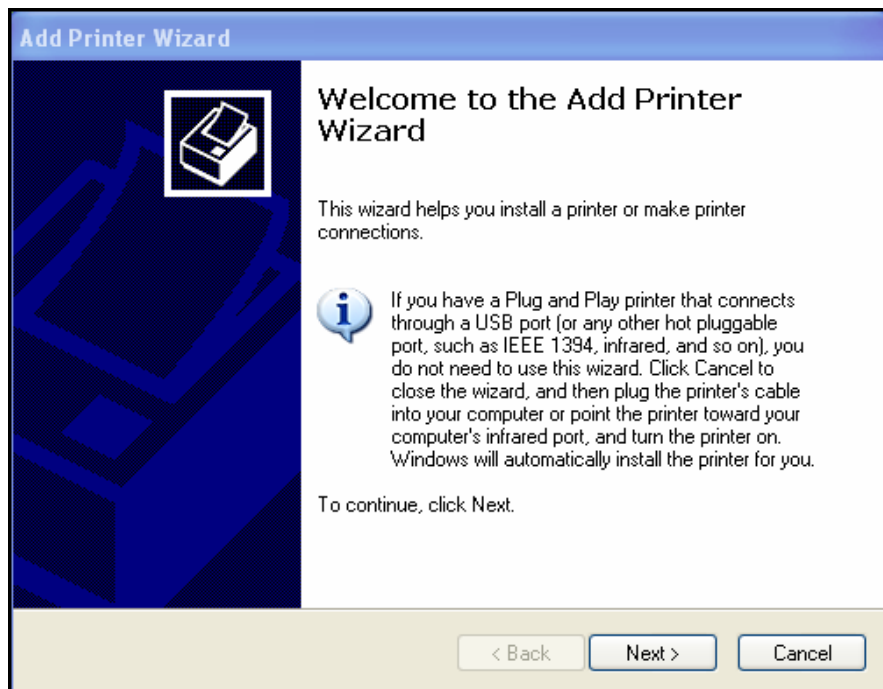 Add Printer Wizard
Welcome to the Add Printer
Wizard
This wizard helps you install a printer or make printer
connections.
If you have a Plug and Play printer that connects
through a USB port (or any other hot pluggable
port, such as IEEE 1394, infrared, and so on), you
do not need to use this wizard. Click Cancel to
close the wizard, and then plug the printer's cable
into your computer or point the printer toward your
computer's infrared port, and turn the printer on.
Windows will automatically install the printer for you.
To continue, click Next.
< Back Next > Cancel